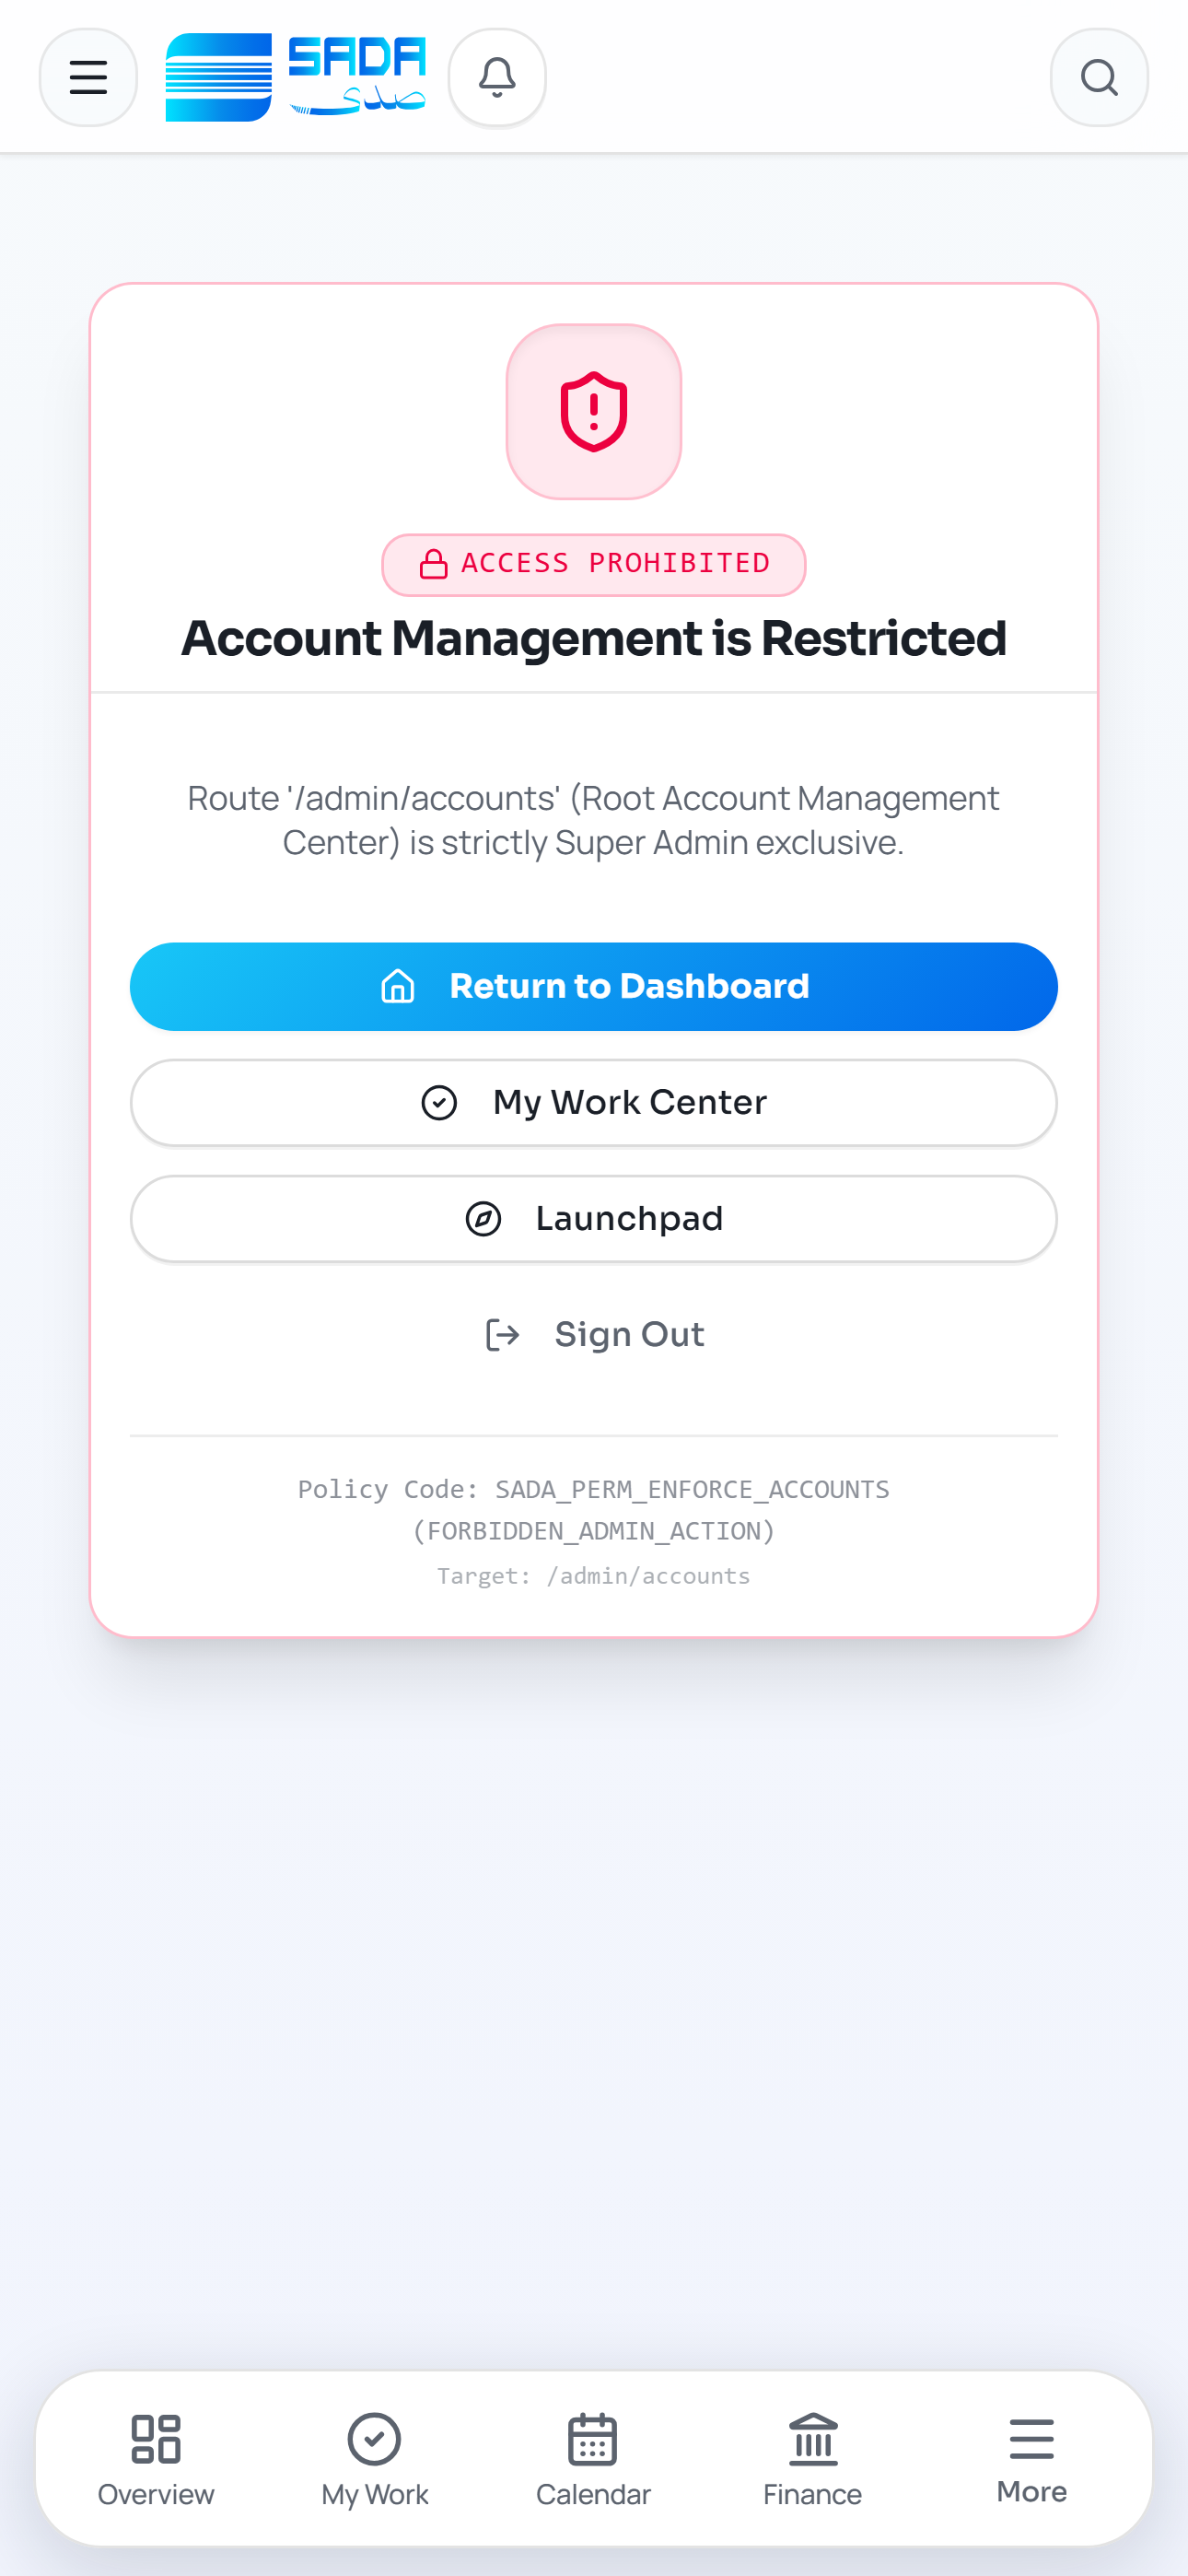 SADA
صدى
ACCESS PROHIBITED
Account Management is Restricted
Route '/admin/accounts' (Root Account Management
Center) is strictly Super Admin exclusive.
Return to Dashboard
My Work Center
Launchpad
Sign Out
Policy Code: SADA_PERM_ENFORCE_ACCOUNTS
(FORBIDDEN_ADMIN_ACTION)
Target: /admin/accounts
Overview
My Work
Calendar
Finance
More